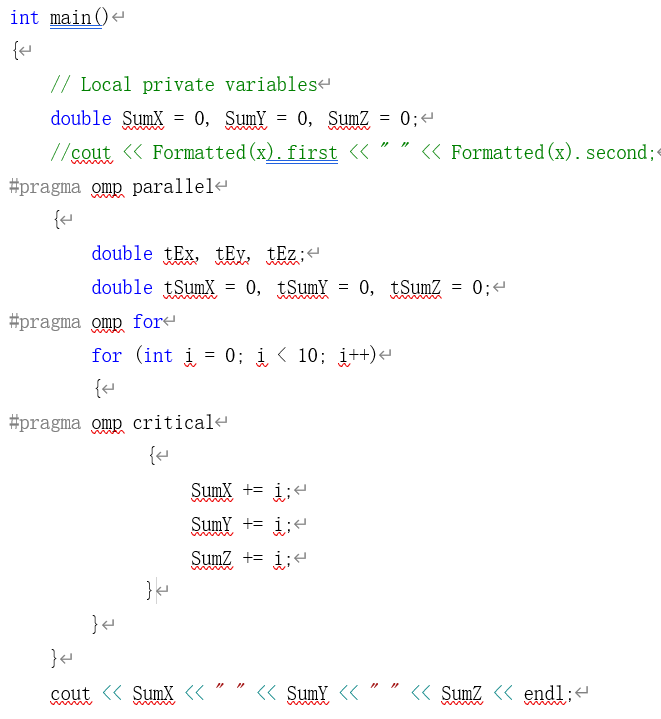 int main()
{
// Local private variables
double SumX = 0, SumY = 0, SumZ = 0;
//cout << Formatted(x).first << " " << Formatted(x).second;
#pragma omp parallel
{
double tEx, tEy, tEz;
double tSumX = 0, tSumY = 0, tSumZ = 0;
#pragma omp for
for (int i = 0; i < 10; i++)
{
#pragma omp critical
{
SumX += i;
SumY += i;
SumZ += i;
}
}
}
cout << SumX << " " << SumY << " " << SumZ << endl;